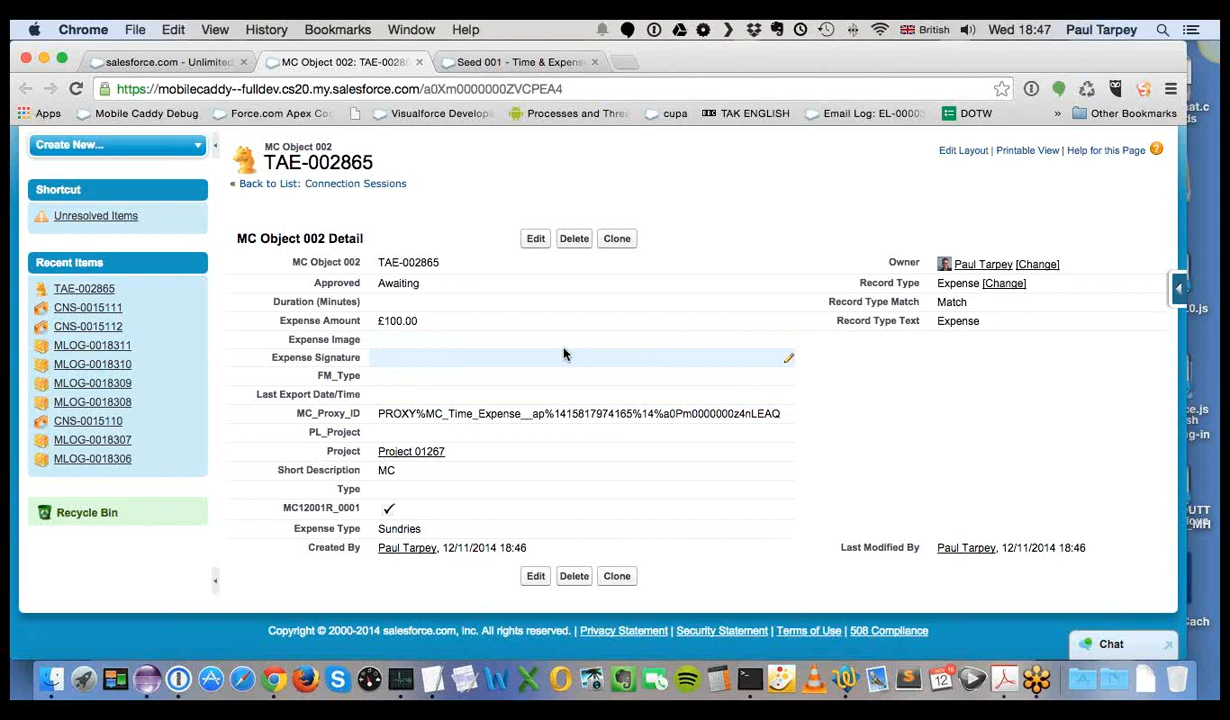 Chrome File Edit View History Bookmarks Window Help British Wed 18:47 Paul Tarpey
salesforce.com - Unlimited MC Object 002: TAE-0028 Seed 001 - Time & Expens
https://mobilecaddy--fulldev.cs20.my.salesforce.com/a0Xm0000000ZVCPEA4
Apps Mobile Caddy Debug Force.com Apex Co Visualforce Develop Processes and Thre cupa TAK ENGLISH Email Log: EL-0003 DOTW » Other Bookmarks
Create New...
MC Object 002
TAE-002865
Edit Layout | Printable View | Help for this Page
« Back to List: Connection Sessions
Shortcut
Unresolved Items
Recent Items
TAE-002865
CNS-0015111
CNS-0015112
MLOG-0018311
MLOG-0018310
MLOG-0018309
MLOG-0018308
CNS-0015110
MLOG-0018307
MLOG-0018306
Recycle Bin
MC Object 002 Detail Edit Delete Clone
MC Object 002 TAE-002865 Owner Paul Tarpey [Change]
Approved Awaiting Record Type Expense [Change]
Duration (Minutes) Record Type Match Match
Expense Amount £100.00 Record Type Text Expense
Expense Image
Expense Signature
FM_Type
Last Export Date/Time
MC_Proxy_ID PROXY%MC_Time_Expense__ap%1415817974165%14%a0Pm0000000z4nLEAQ
PL_Project
Project Project 01267
Short Description MC
Type
MC12001R_0001
Expense Type Sundries
Created By Paul Tarpey, 12/11/2014 18:46 Last Modified By Paul Tarpey, 12/11/2014 18:46
Edit Delete Clone
Copyright © 2000-2014 salesforce.com, inc. All rights reserved. | Privacy Statement | Security Statement | Terms of Use | 508 Compliance
Chat
12